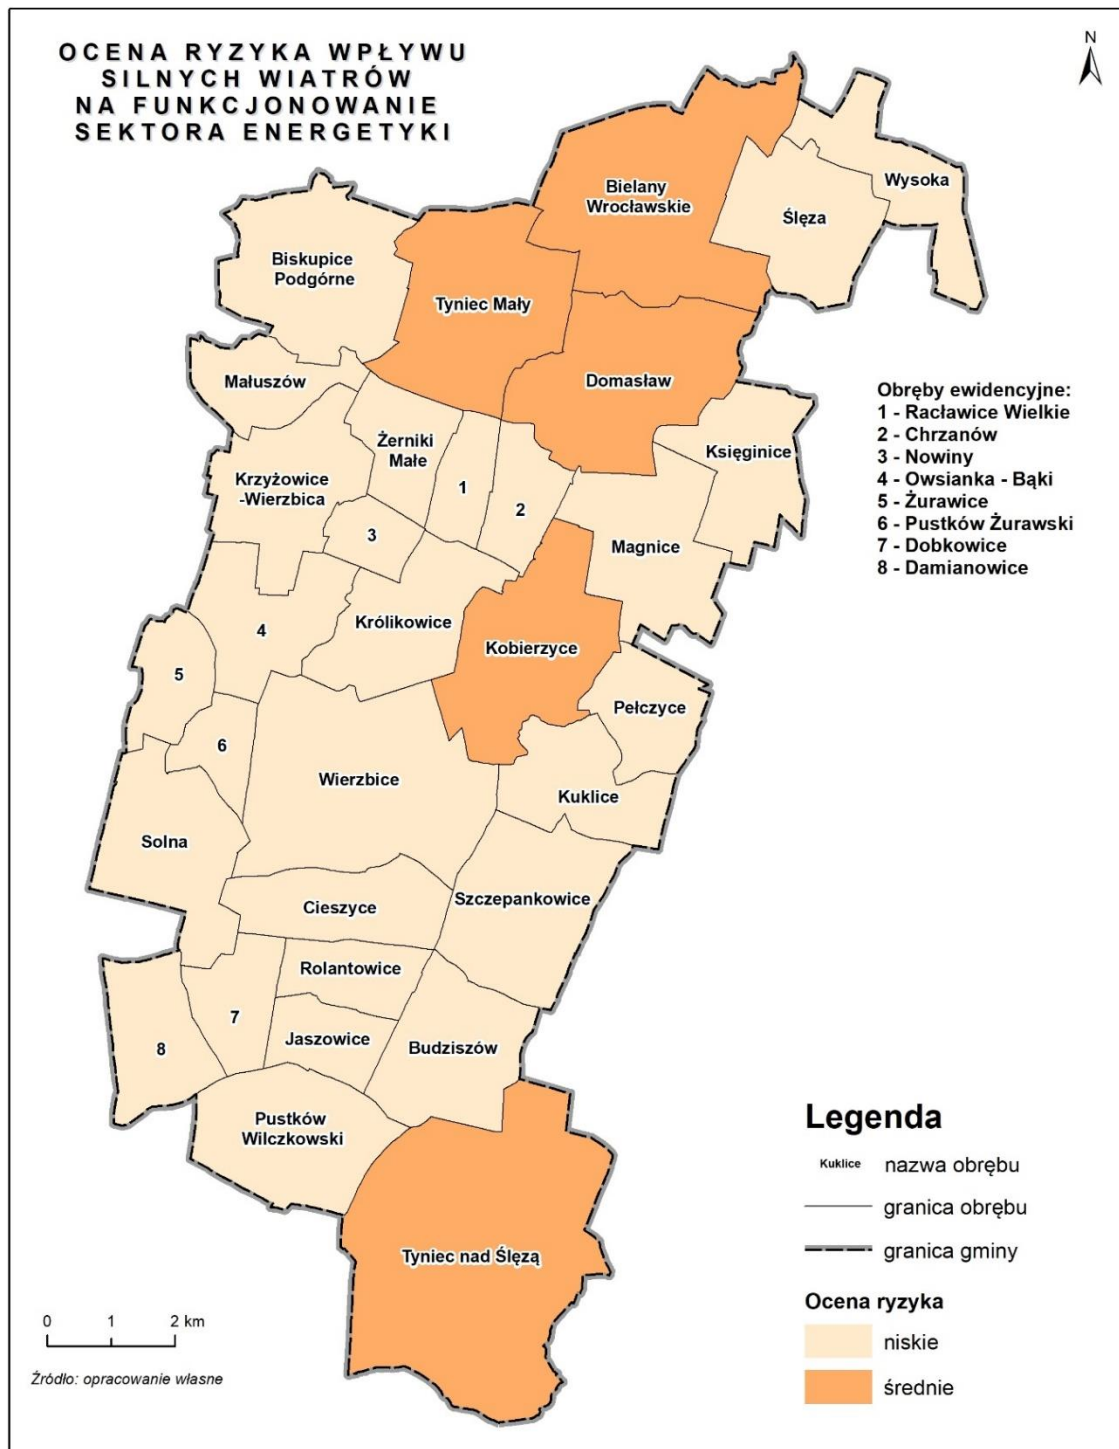 OCENA RYZYKA WPŁYWU
SILNYCH WIATRÓW
NA FUNKCJONOWANIE
SEKTORA ENERGETYKI
N
Bielany
Wrocławskie
Wysoka
Ślęza
Biskupice
Podgórne
Tyniec Mały
Domasław
Małuszów
Żerniki
Małe
Księginice
Krzyżowice
-Wierzbica
1
2
3
Magnice
Królikowice
4
Kobierzyce
5
Pełczyce
6
Wierzbice
Kuklice
Solna
Szczepankowice
Cieszyce
Rolantowice
7
Jaszowice
Budziszów
8
Pustków
Wilczkowski
Tyniec nad Ślęzą
Obręby ewidencyjne:
1 - Racławice Wielkie
2 - Chrzanów
3 - Nowiny
4 - Owsianka - Bąki
5 - Żurawice
6 - Pustków Żurawski
7 - Dobkowice
8 - Damianowice
Legenda
Kuklice nazwa obrębu
granica obrębu
granica gminy
Ocena ryzyka
niskie
średnie
0 1 2 km
Źródło: opracowanie własne